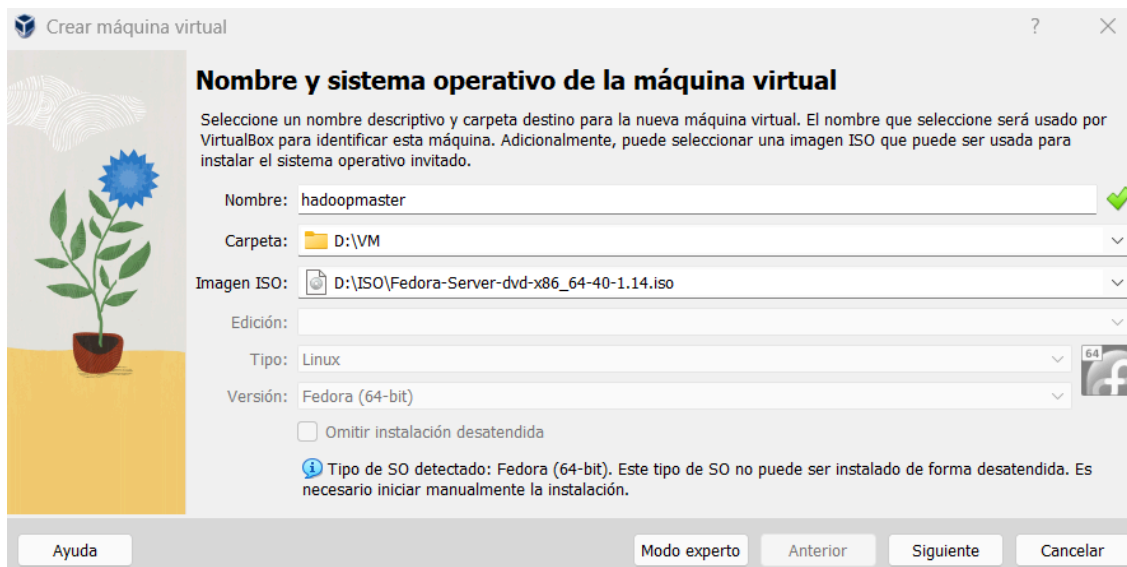 Crear máquina virtual
?
Nombre y sistema operativo de la máquina virtual
Seleccione un nombre descriptivo y carpeta destino para la nueva máquina virtual. El nombre que seleccione será usado por
VirtualBox para identificar esta máquina. Adicionalmente, puede seleccionar una imagen ISO que puede ser usada para
instalar el sistema operativo invitado.
Nombre: hadoopmaster
Carpeta: D:\VM
Imagen ISO: D:\ISO\Fedora-Server-dvd-x86_64-40-1.14.iso
Edición:
Tipo: Linux
64
Versión: Fedora (64-bit)
Omitir instalación desatendida
Tipo de SO detectado: Fedora (64-bit). Este tipo de SO no puede ser instalado de forma desatendida. Es
necesario iniciar manualmente la instalación.
Ayuda Modo experto Anterior Siguiente Cancelar